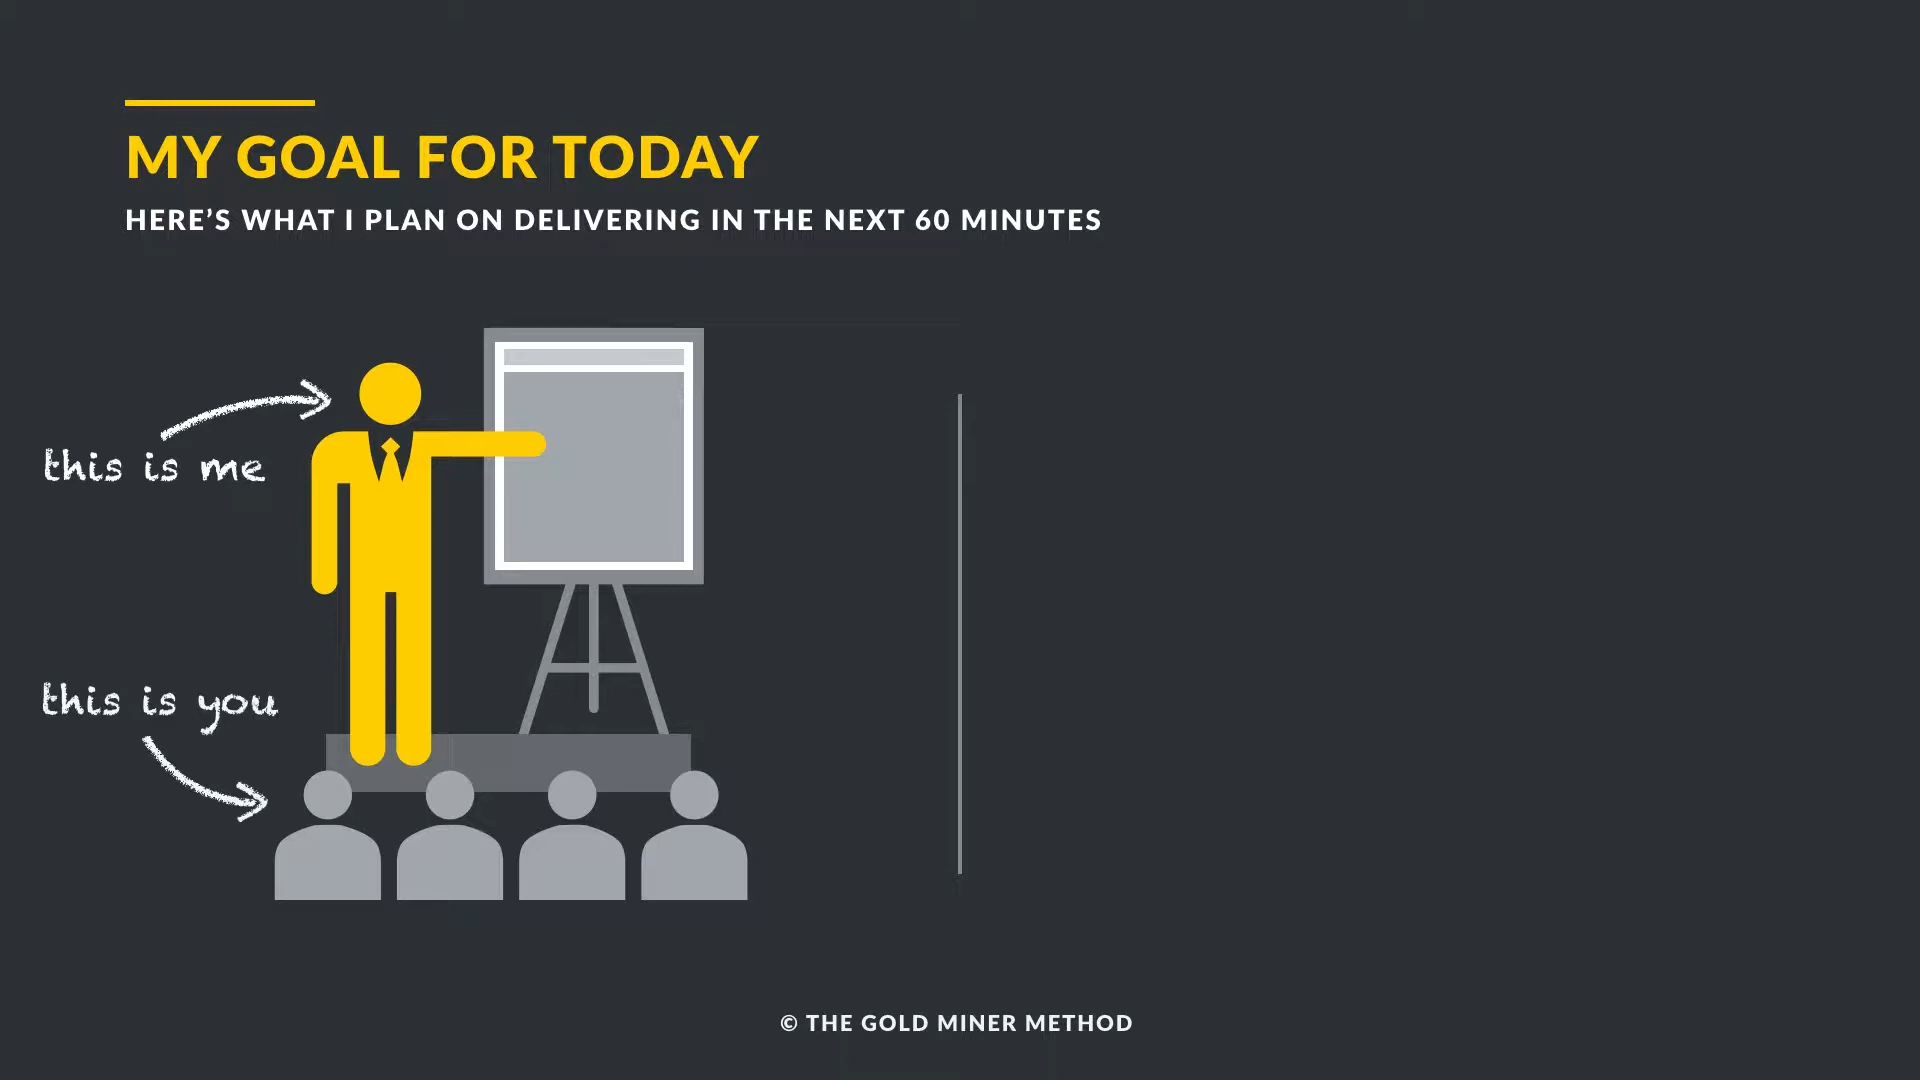 MY GOAL FOR TODAY
HERE’S WHAT I PLAN ON DELIVERING IN THE NEXT 60 MINUTES
this is me
this is you
© THE GOLD MINER METHOD